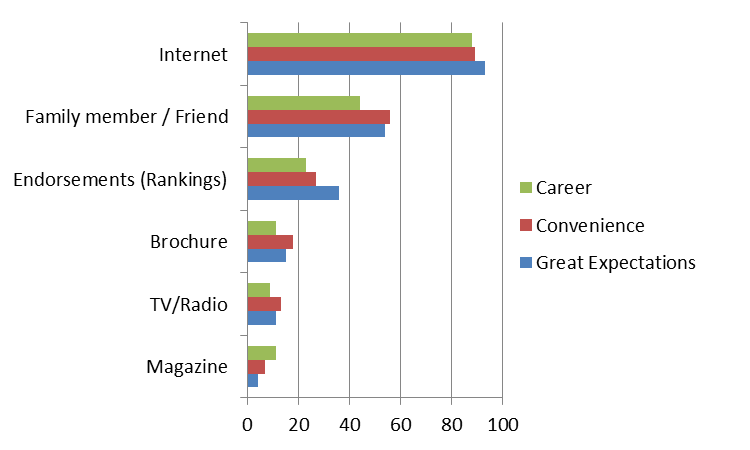 Internet
Family member / Friend
Endorsements (Rankings)
Brochure
TV/Radio
Magazine
0 20 40 60 80 100
Career
Convenience
Great Expectations